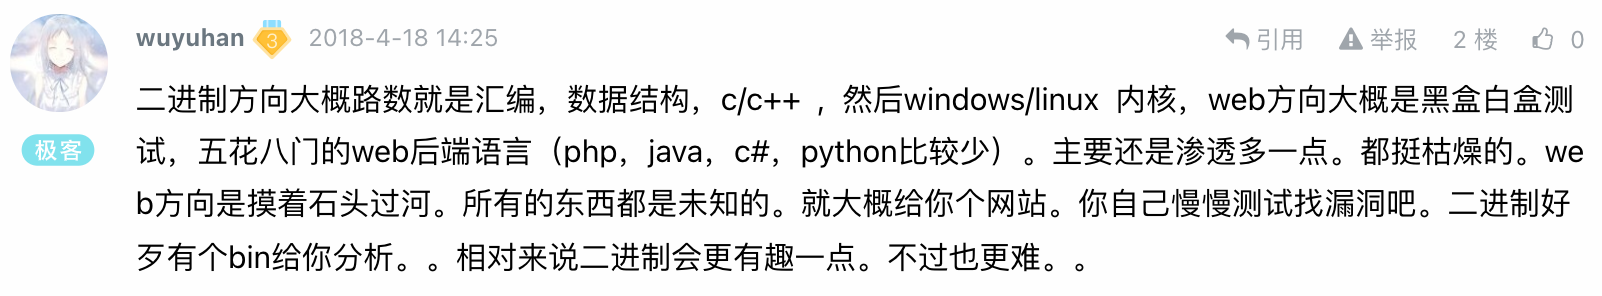 wuyuhan 3 2018-4-18 14:25 引用 举报 2 楼 0
二进制方向大概路数就是汇编，数据结构，c/c++ ，然后windows/linux 内核，web方向大概是黑盒白盒测
极客
试，五花八门的web后端语言（php，java，c#，python比较少）。主要还是渗透多一点。都挺枯燥的。we
b方向是摸着石头过河。所有的东西都是未知的。就大概给你个网站。你自己慢慢测试找漏洞吧。二进制好
歹有个bin给你分析。。相对来说二进制会更有趣一点。不过也更难。。